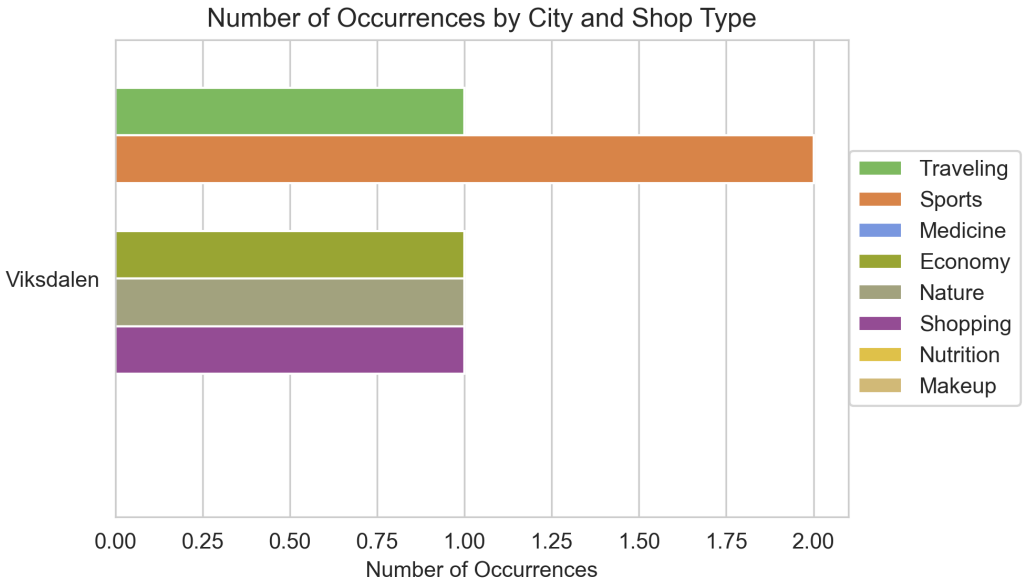 Number of Occurrences by City and Shop Type
Viksdalen
Traveling
Sports
Medicine
Economy
Nature
Shopping
Nutrition
Makeup
0.00 0.25 0.50 0.75 1.00 1.25 1.50 1.75 2.00
Number of Occurrences